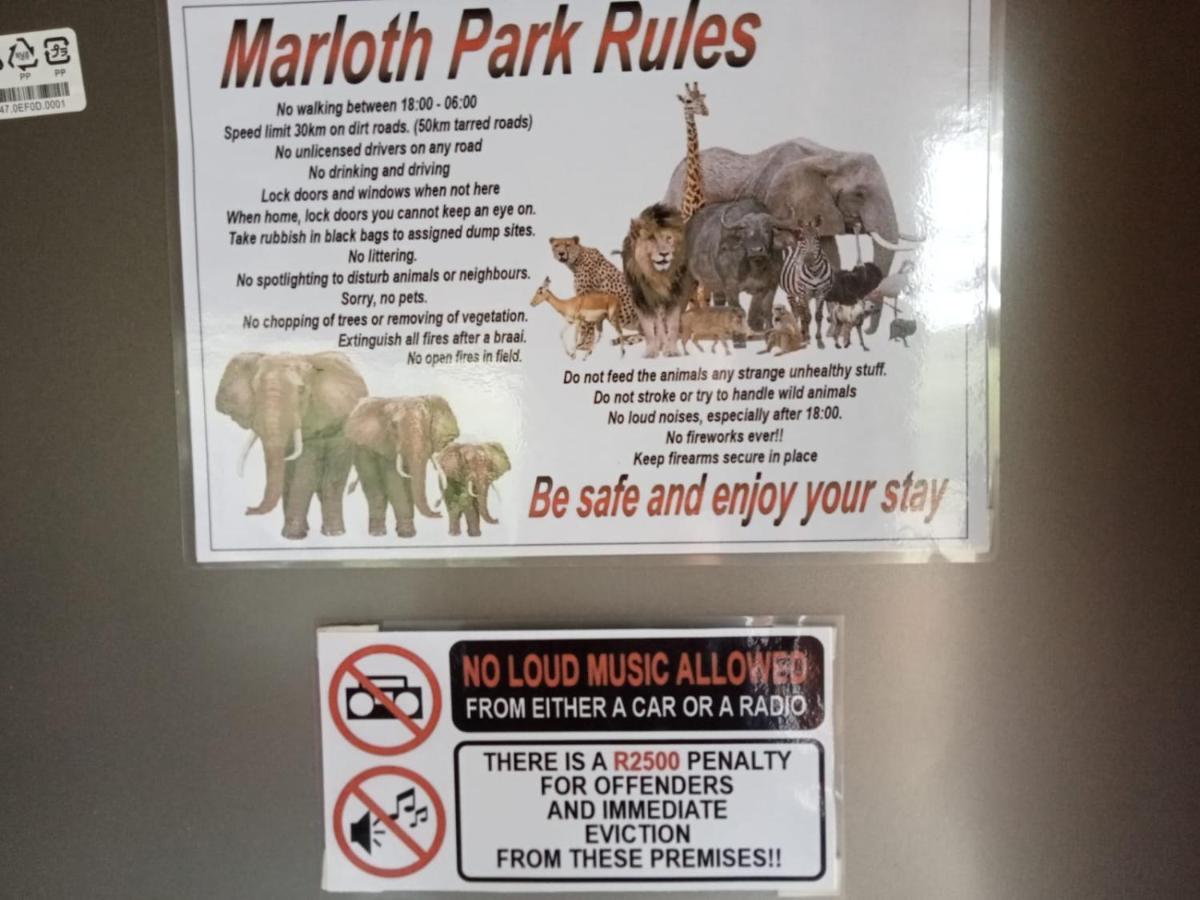 PP
PP
47.0EF0D.0001
Marloth Park Rules
No walking between 18:00 - 06:00
Speed limit 30km on dirt roads. (50km tarred roads)
No unlicensed drivers on any road
No drinking and driving
Lock doors and windows when not here
When home, lock doors you cannot keep an eye on.
Take rubbish in black bags to assigned dump sites.
No littering.
No spotlighting to disturb animals or neighbours.
Sorry, no pets.
No chopping of trees or removing of vegetation.
Extinguish all fires after a braai.
No open fires in field.
Do not feed the animals any strange unhealthy stuff.
Do not stroke or try to handle wild animals
No loud noises, especially after 18:00.
No fireworks ever!!
Keep firearms secure in place
Be safe and enjoy your stay
NO LOUD MUSIC ALLOWED
FROM EITHER A CAR OR A RADIO
THERE IS A R2500 PENALTY
FOR OFFENDERS
AND IMMEDIATE
EVICTION
FROM THESE PREMISES!!